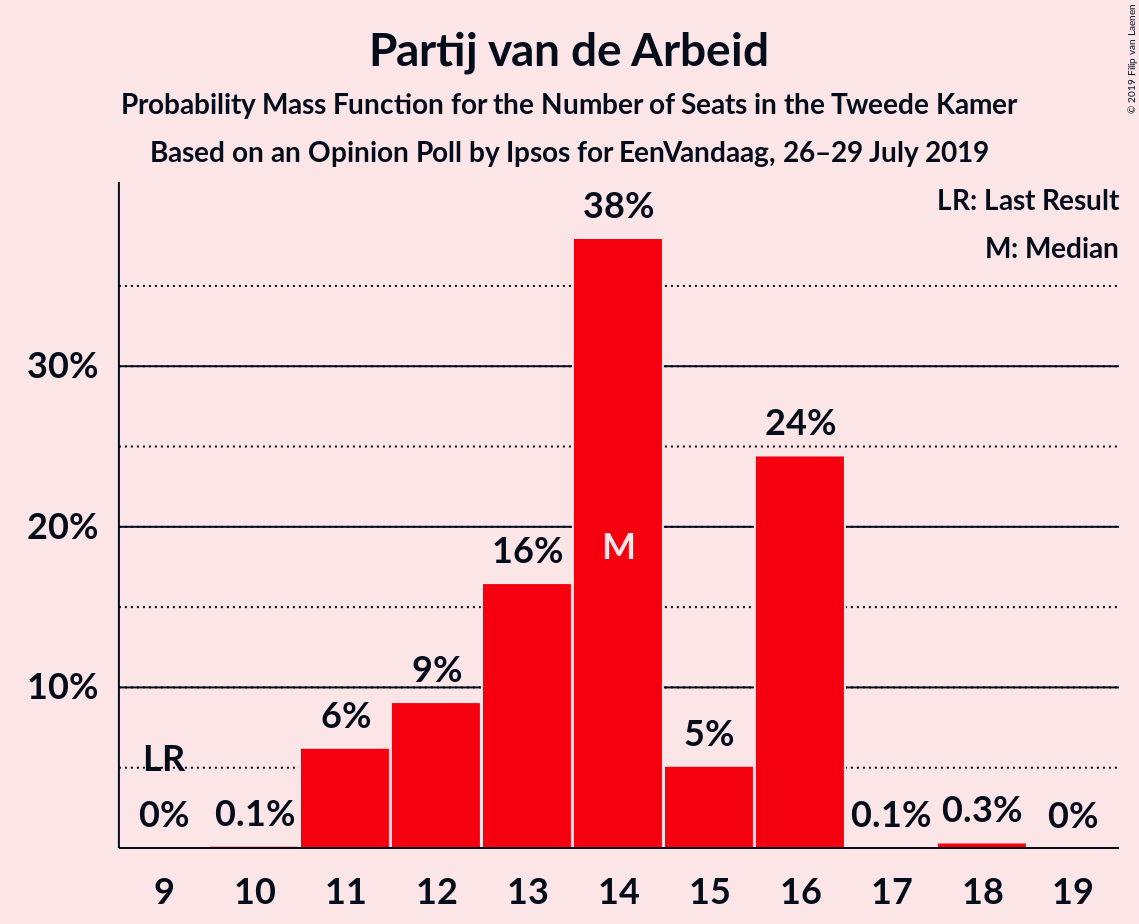 Partij van de Arbeid
Probability Mass Function for the Number of Seats in the Tweede Kamer
Based on an Opinion Poll by Ipsos for EenVandaag, 26–29 July 2019
© 2019 Filip van Laenen
LR: Last Result
M: Median
38%
30%
24%
20%
16%
M
10%
9%
6%
5%
LR
0%
0.1%
0.1%
0.3%
0%
9 10 11 12 13 14 15 16 17 18 19